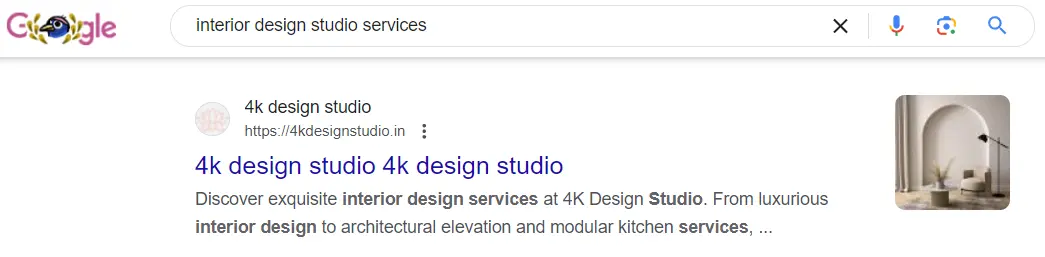 Google
interior design studio services
4k design studio
https://4kdesignstudio.in
4k design studio 4k design studio
Discover exquisite interior design services at 4K Design Studio. From luxurious
interior design to architectural elevation and modular kitchen services, ...